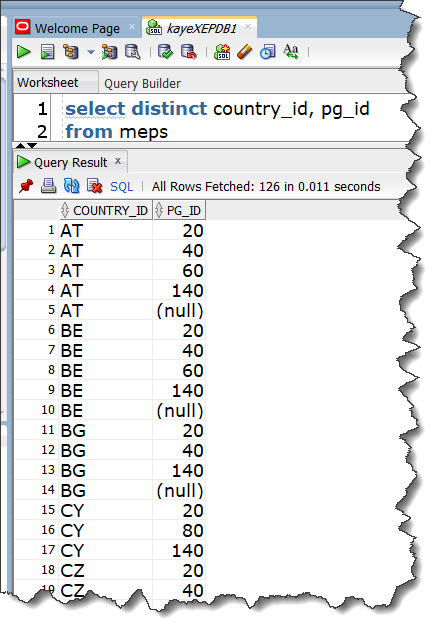 Welcome Page × kayeXEPDB1 ×
Worksheet Query Builder
1 select distinct country_id, pg_id
2 from meps
Query Result ×
SQL | All Rows Fetched: 126 in 0.011 seconds
COUNTRY_ID PG_ID
1 AT 20
2 AT 40
3 AT 60
4 AT 140
5 AT (null)
6 BE 20
7 BE 40
8 BE 60
9 BE 140
10 BE (null)
11 BG 20
12 BG 40
13 BG 140
14 BG (null)
15 CY 20
16 CY 80
17 CY 140
18 CZ 20
19 CZ 40